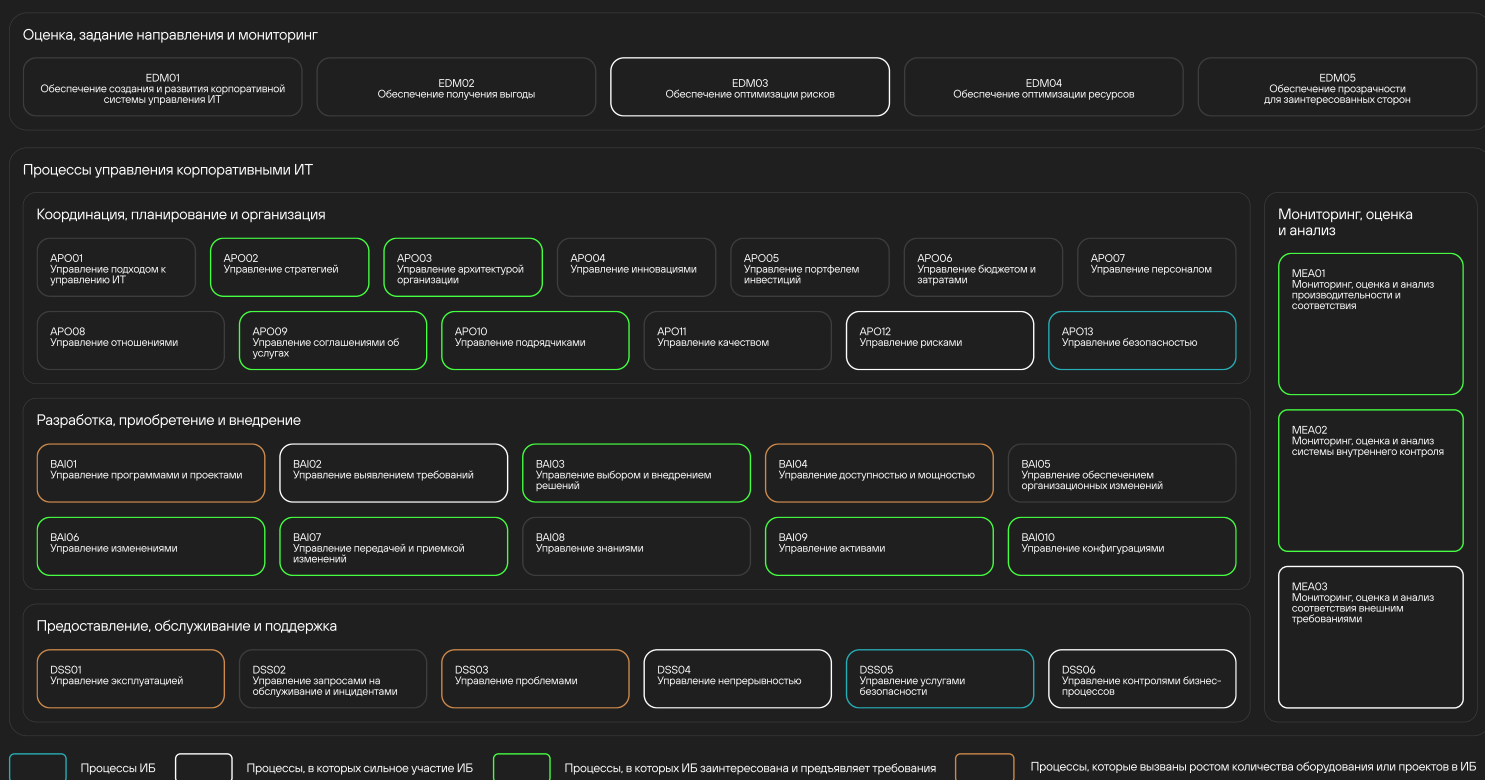 Оценка, задание направления и мониторинг
EDM01
Обеспечение создания и развития корпоративной
системы управления ИТ
EDM02
Обеспечение получения выгоды
EDM03
Обеспечение оптимизации рисков
EDM04
Обеспечение оптимизации ресурсов
EDM05
Обеспечение прозрачности
для заинтересованных сторон
Процессы управления корпоративными ИТ
Координация, планирование и организация
APO01
Управление подходом к
управлению ИТ
APO02
Управление стратегией
APO03
Управление архитектурой
организации
APO04
Управление инновациями
APO05
Управление портфелем
инвестиций
APO06
Управление бюджетом и
затратами
APO07
Управление персоналом
APO08
Управление отношениями
APO09
Управление соглашениями об
услугах
APO10
Управление подрядчиками
APO11
Управление качеством
APO12
Управление рисками
APO13
Управление безопасностью
Разработка, приобретение и внедрение
BAI01
Управление программами и проектами
BAI02
Управление выявлением требований
BAI03
Управление выбором и внедрением
решений
BAI04
Управление доступностью и мощностью
BAI05
Управление обеспечением
организационных изменений
BAI06
Управление изменениями
BAI07
Управление передачей и приемкой
изменений
BAI08
Управление знаниями
BAI09
Управление активами
BAI010
Управление конфигурациями
Предоставление, обслуживание и поддержка
DSS01
Управление эксплуатацией
DSS02
Управление запросами на
обслуживание и инцидентами
DSS03
Управление проблемами
DSS04
Управление непрерывностью
DSS05
Управление услугами
безопасности
DSS06
Управление контролями бизнес-
процессов
Мониторинг, оценка
и анализ
MEA01
Мониторинг, оценка и анализ
производительности и
соответствия
MEA02
Мониторинг, оценка и анализ
системы внутреннего контроля
MEA03
Мониторинг, оценка и анализ
соответствия внешним
требованиями
Процессы ИБ
Процессы, в которых сильное участие ИБ
Процессы, в которых ИБ заинтересована и предъявляет требования
Процессы, которые вызваны ростом количества оборудования или проектов в ИБ